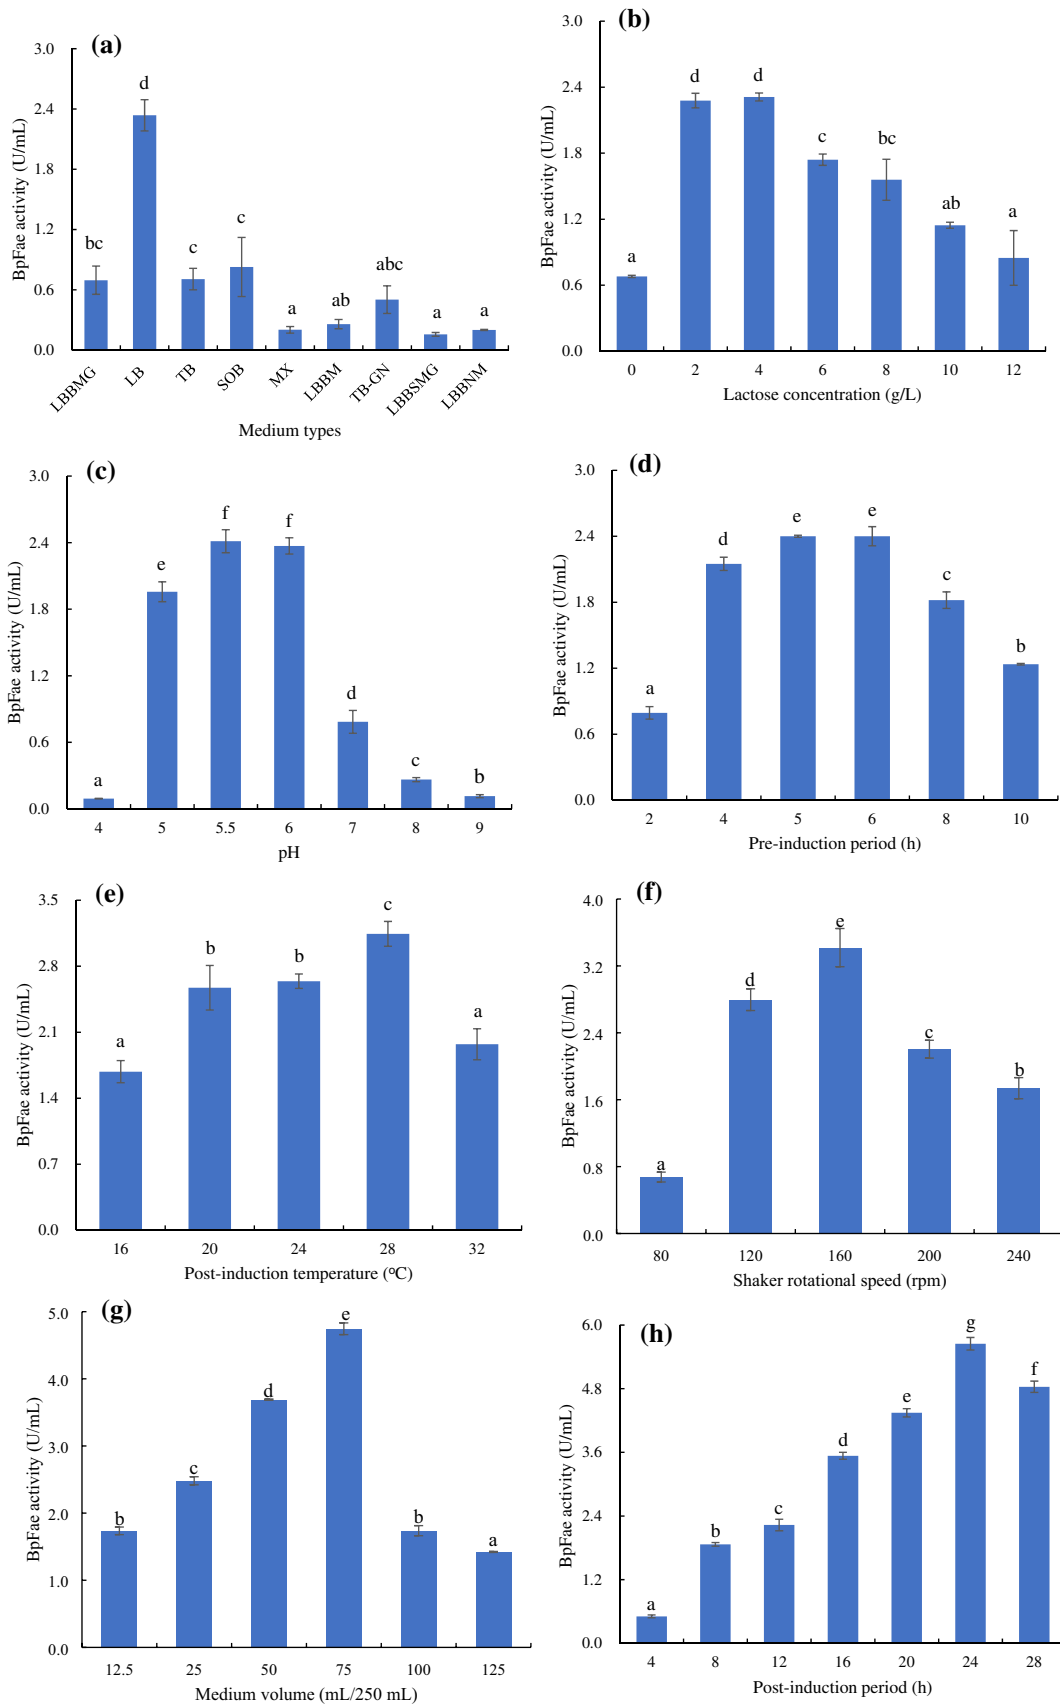 (a)
BpFae activity (U/mL)
3.0
2.4
1.8
1.2
0.6
0.0
bc
d
c
c
a
ab
abc
a
a
LBBMG
LB
TB
SOB
MX
LBBM
TB-GN
LBBSMG
LBBNM
Medium types
(b)
BpFae activity (U/mL)
3.0
2.4
1.8
1.2
0.6
0.0
a
d
d
c
bc
ab
a
0 2 4 6 8 10 12
Lactose concentration (g/L)
(c)
BpFae activity (U/mL)
3.0
2.4
1.8
1.2
0.6
0.0
a
e
f
f
d
c
b
4 5 5.5 6 7 8 9
pH
(d)
BpFae activity (U/mL)
3.0
2.4
1.8
1.2
0.6
0.0
a
d
e
e
c
b
2 4 5 6 8 10
Pre-induction period (h)
(e)
BpFae activity (U/mL)
3.5
2.8
2.1
1.4
0.7
0.0
a
b
b
c
a
16 20 24 28 32
Post-induction temperature (°C)
(f)
BpFae activity (U/mL)
4.0
3.2
2.4
1.6
0.8
0.0
a
d
e
c
b
80 120 160 200 240
Shaker rotational speed (rpm)
(g)
BpFae activity (U/mL)
5.0
4.0
3.0
2.0
1.0
0.0
b
c
d
e
b
a
12.5 25 50 75 100 125
Medium volume (mL/250 mL)
(h)
BpFae activity (U/mL)
6.0
4.8
3.6
2.4
1.2
0.0
a
b
c
d
e
g
f
4 8 12 16 20 24 28
Post-induction period (h)